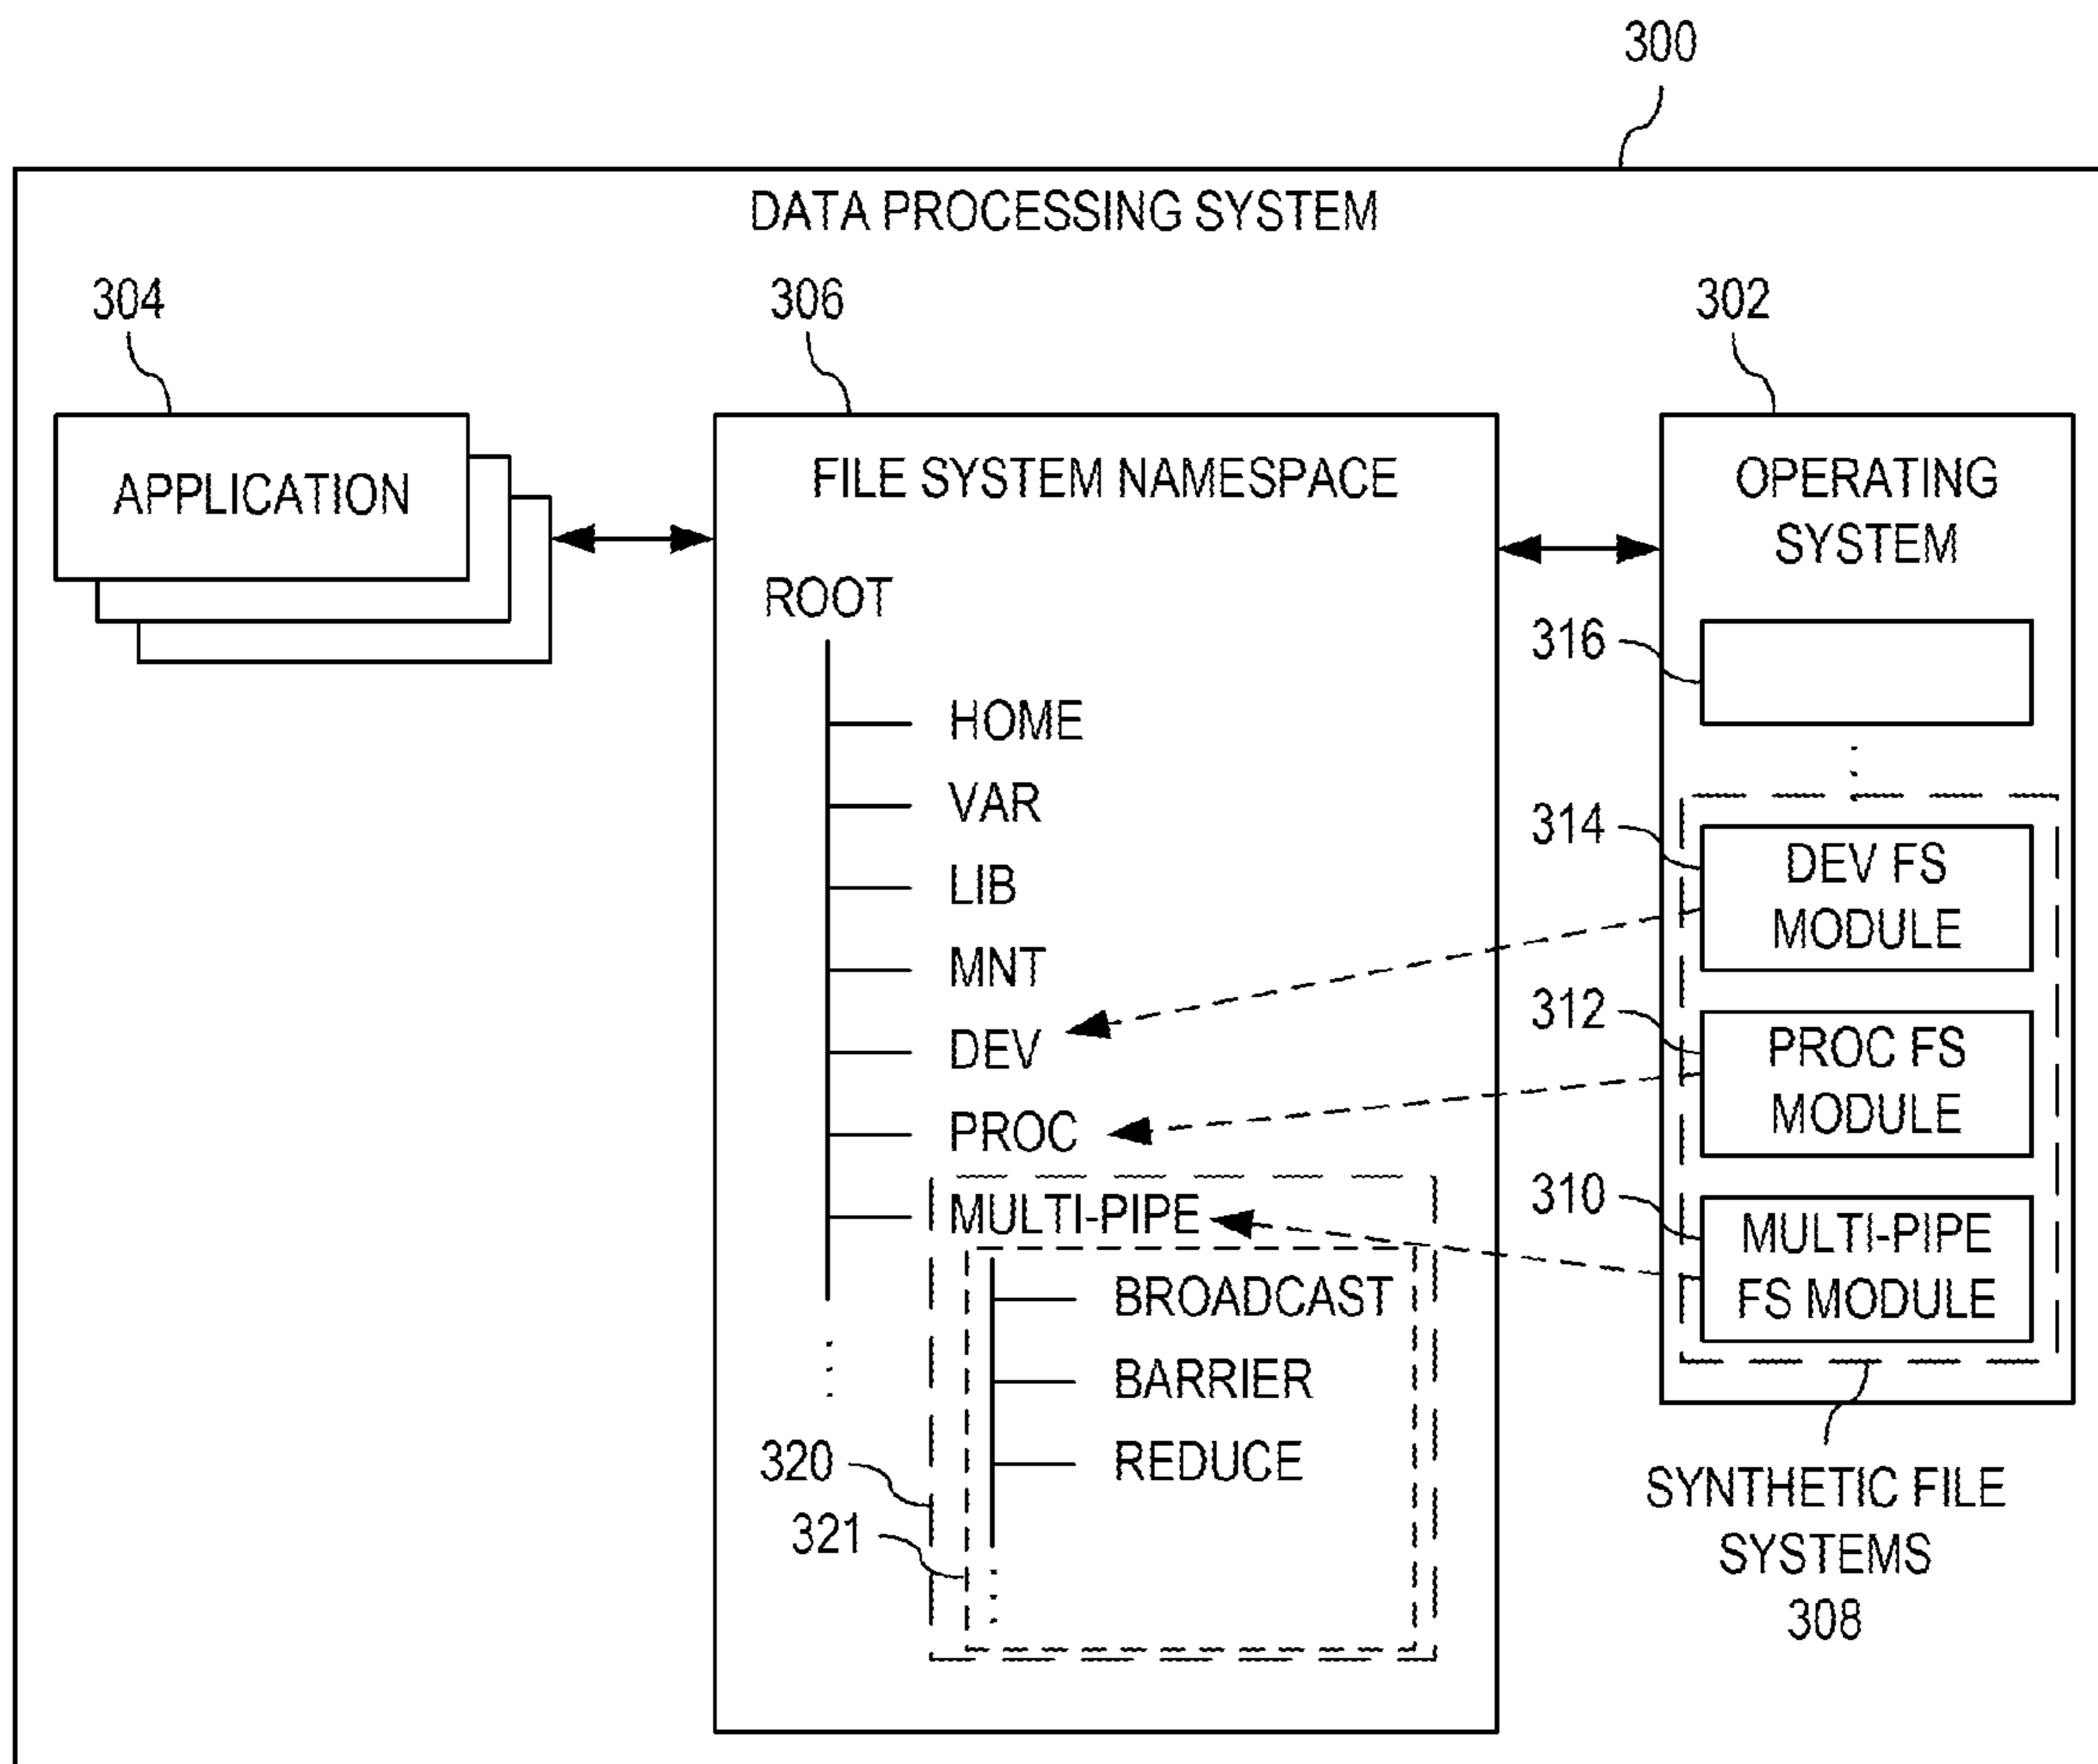 300
DATA PROCESSING SYSTEM
304
306
302
APPLICATION
FILE SYSTEM NAMESPACE
OPERATING
SYSTEM
ROOT
316
HOME
VAR
LIB
MNT
DEV
PROC
MULTI-PIPE
BROADCAST
BARRIER
REDUCE
320
321
314
DEV FS
MODULE
312
PROC FS
MODULE
310
MULTI-PIPE
FS MODULE
SYNTHETIC FILE
SYSTEMS
308